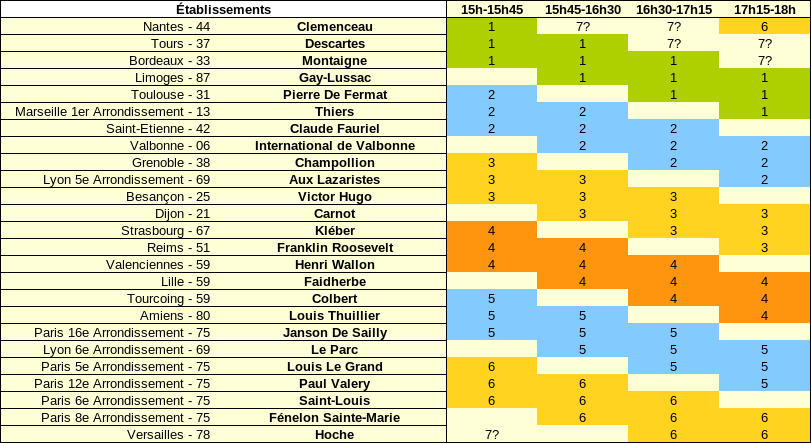 Établissements 15h-15h45 15h45-16h30 16h30-17h15 17h15-18h
Nantes - 44 Clemenceau 1 7? 7? 6
Tours - 37 Descartes 1 1 7? 7?
Bordeaux - 33 Montaigne 1 1 1 7?
Limoges - 87 Gay-Lussac 1 1 1
Toulouse - 31 Pierre De Fermat 2 1 1
Marseille 1er Arrondissement - 13 Thiers 2 2 1
Saint-Etienne - 42 Claude Fauriel 2 2 2
Valbonne - 06 International de Valbonne 2 2 2
Grenoble - 38 Champollion 3 2 2
Lyon 5e Arrondissement - 69 Aux Lazaristes 3 3 2
Besançon - 25 Victor Hugo 3 3 3
Dijon - 21 Carnot 3 3 3
Strasbourg - 67 Kléber 4 3 3
Reims - 51 Franklin Roosevelt 4 4 3
Valenciennes - 59 Henri Wallon 4 4 4
Lille - 59 Faidherbe 4 4 4
Tourcoing - 59 Colbert 5 4 4
Amiens - 80 Louis Thuillier 5 5 4
Paris 16e Arrondissement - 75 Janson De Sailly 5 5 5
Lyon 6e Arrondissement - 69 Le Parc 5 5 5
Paris 5e Arrondissement - 75 Louis Le Grand 6 5 5
Paris 12e Arrondissement - 75 Paul Valery 6 6 5
Paris 6e Arrondissement - 75 Saint-Louis 6 6 6
Paris 8e Arrondissement - 75 Fénelon Sainte-Marie 6 6 6
Versailles - 78 Hoche 7? 6 6